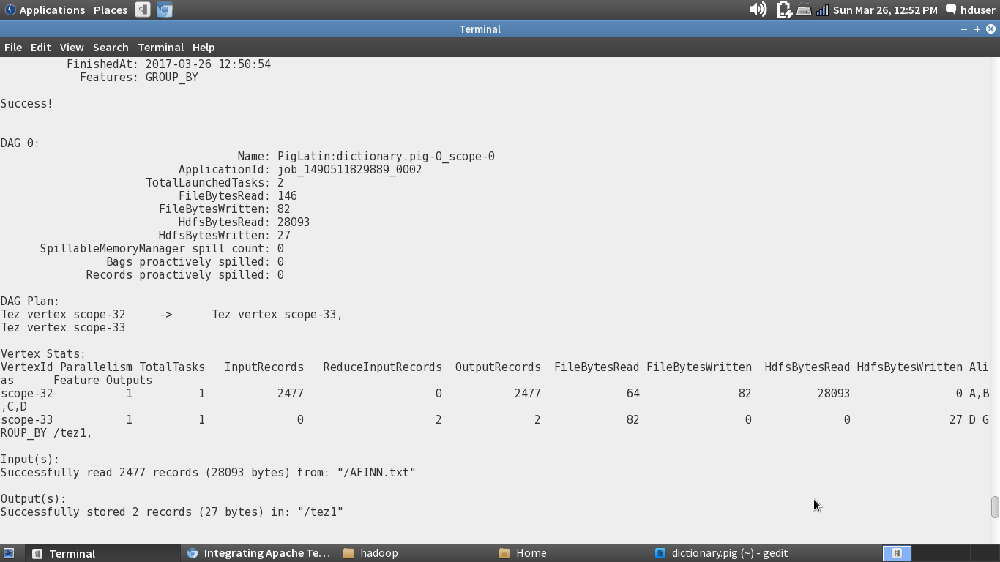 Applications Places Sun Mar 26, 12:52 PM hduser
Terminal
File Edit View Search Terminal Help
FinishedAt: 2017-03-26 12:50:54
Features: GROUP_BY
Success!
DAG 0:
Name: PigLatin:dictionary.pig-0_scope-0
ApplicationId: job_1490511829889_0002
TotalLaunchedTasks: 2
FileBytesRead: 146
FileBytesWritten: 82
HdfsBytesRead: 28093
HdfsBytesWritten: 27
SpillableMemoryManager spill count: 0
Bags proactively spilled: 0
Records proactively spilled: 0
DAG Plan:
Tez vertex scope-32 -> Tez vertex scope-33,
Tez vertex scope-33
Vertex Stats:
VertexId Parallelism TotalTasks InputRecords ReduceInputRecords OutputRecords FileBytesRead FileBytesWritten HdfsBytesRead HdfsBytesWritten Ali
as Feature Outputs
scope-32 1 1 2477 0 2477 64 82 28093 0 A,B
,C,D
scope-33 1 1 0 2 2 82 0 0 27 D G
ROUP_BY /tez1,
Input(s):
Successfully read 2477 records (28093 bytes) from: "/AFINN.txt"
Output(s):
Successfully stored 2 records (27 bytes) in: "/tez1"
Terminal Integrating Apache Te... hadoop Home dictionary.pig (~) - gedit